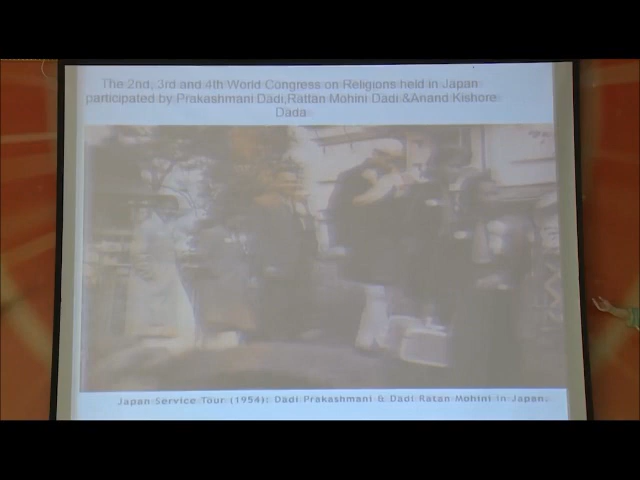 The 2nd, 3rd and 4th World Congress on Religions held in Japan
participated by Prakashmani Dadi,Rattan Mohini Dadi &Anand Kishore
Dada
Japan Service Tour (1954): Dadi Prakashmani & Dadi Ratan Mohini in Japan.